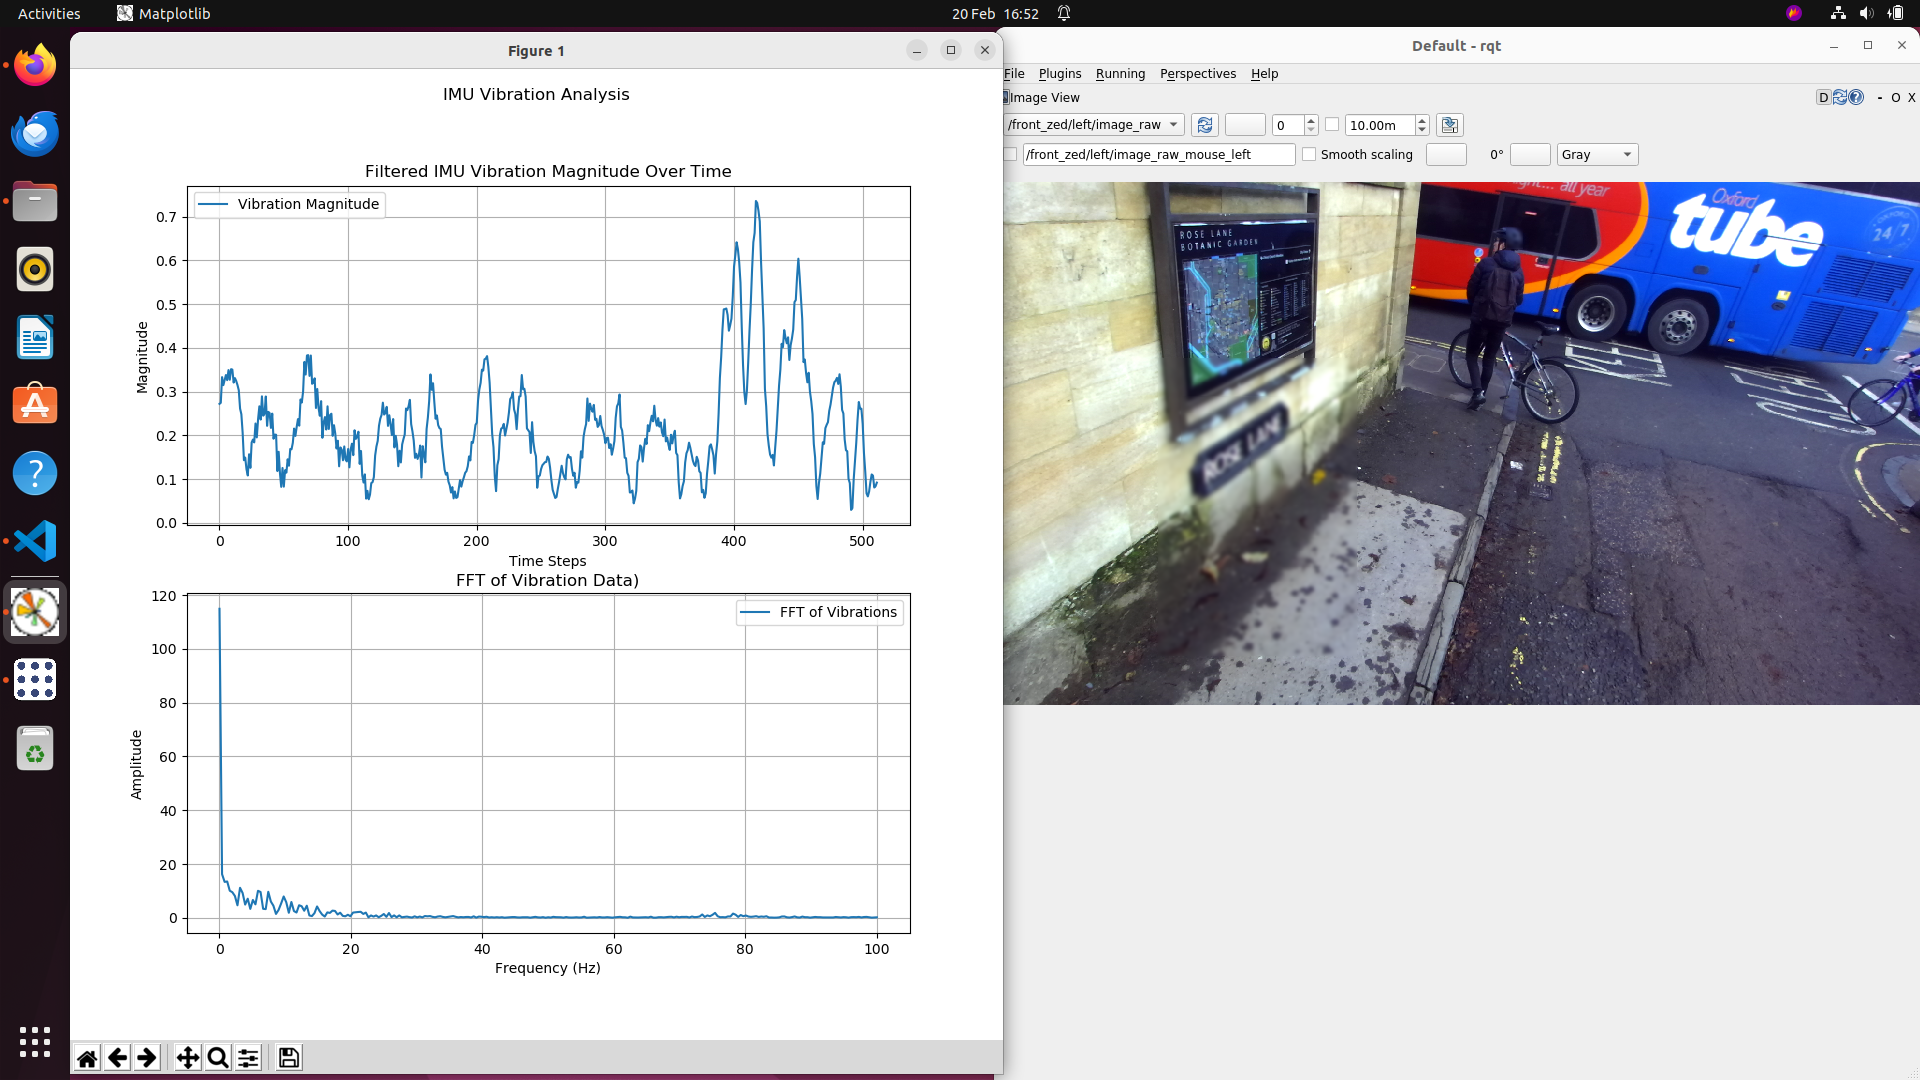 Activities
Matplotlib
20 Feb 16:52
Figure 1
IMU Vibration Analysis
Filtered IMU Vibration Magnitude Over Time
Vibration Magnitude
0.7
0.6
0.5
0.4
0.3
0.2
0.1
0.0
Magnitude
0 100 200 300 400 500
Time Steps
FFT of Vibration Data)
FFT of Vibrations
120
100
80
60
40
20
0
Amplitude
0 20 40 60 80 100
Frequency (Hz)
Default - rqt
File Plugins Running Perspectives Help
Image View
D
- O X
/front_zed/left/image_raw
0
10.00m
/front_zed/left/image_raw_mouse_left
Smooth scaling
0°
Gray
ROSE LANE
BOTANIC GARDEN
ROSE LANE
ght... all year
Oxford
tube
24/7